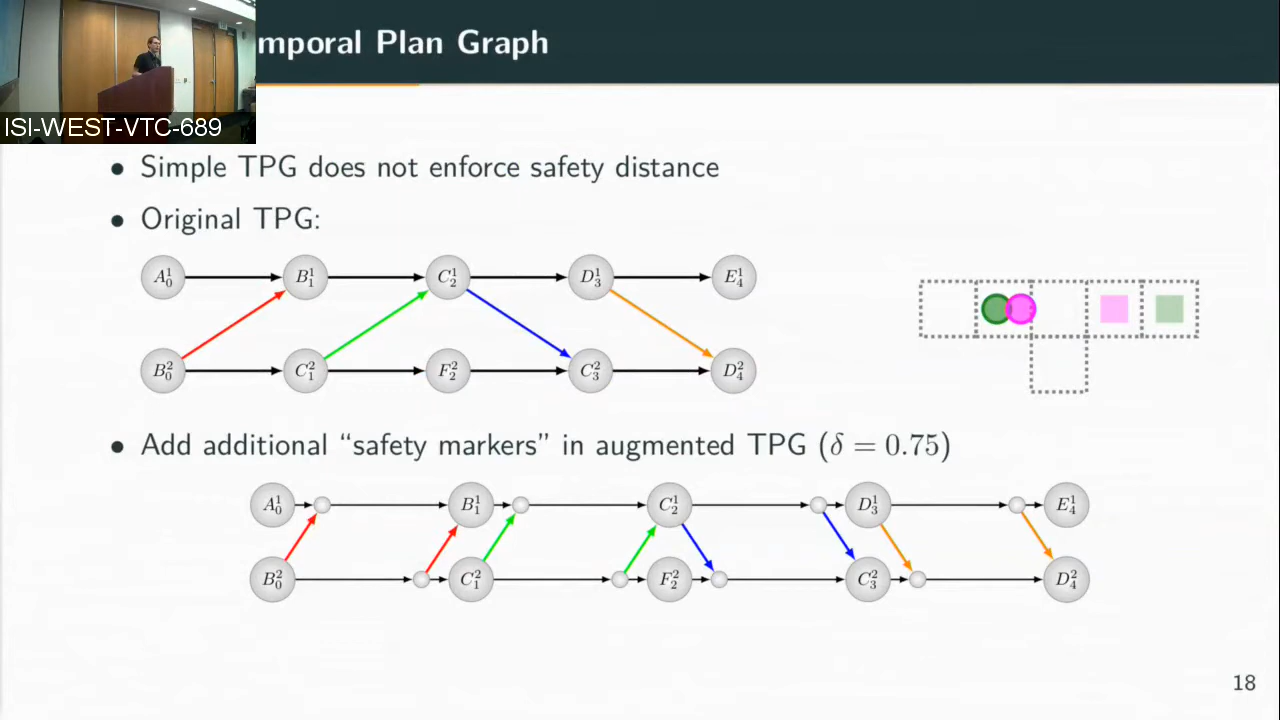 mporal Plan Graph
ISI-WEST-VTC-689
• Simple TPG does not enforce safety distance
• Original TPG:
A¹₀ B¹₁ C¹₂ D¹₃ E¹₄
B²₀ C²₁ F²₂ C²₃ D²₄
• Add additional “safety markers” in augmented TPG (δ = 0.75)
A¹₀ B¹₁ C¹₂ D¹₃ E¹₄
B²₀ C²₁ F²₂ C²₃ D²₄
18